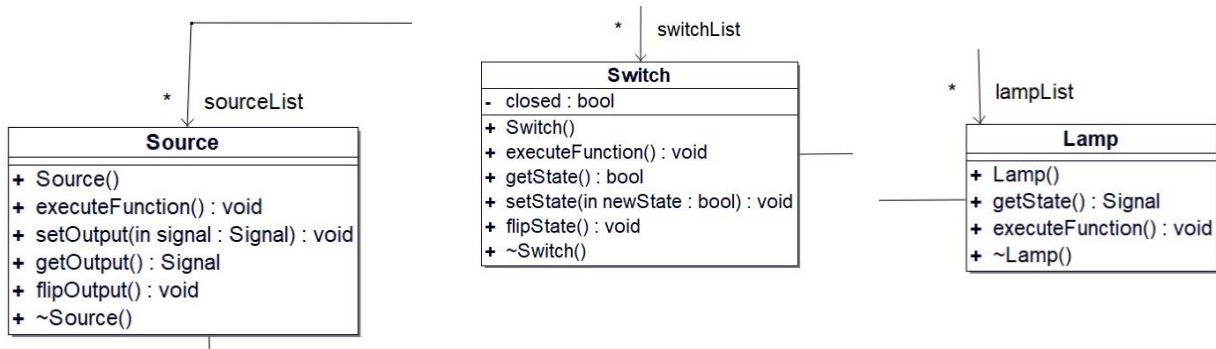 * sourceList
Source
+ Source()
+ executeFunction() : void
+ setOutput(in signal : Signal) : void
+ getOutput() : Signal
+ flipOutput() : void
+ ~Source()
* switchList
Switch
- closed : bool
+ Switch()
+ executeFunction() : void
+ getState() : bool
+ setState(in newState : bool) : void
+ flipState() : void
+ ~Switch()
* lampList
Lamp
+ Lamp()
+ getState() : Signal
+ executeFunction() : void
+ ~Lamp()